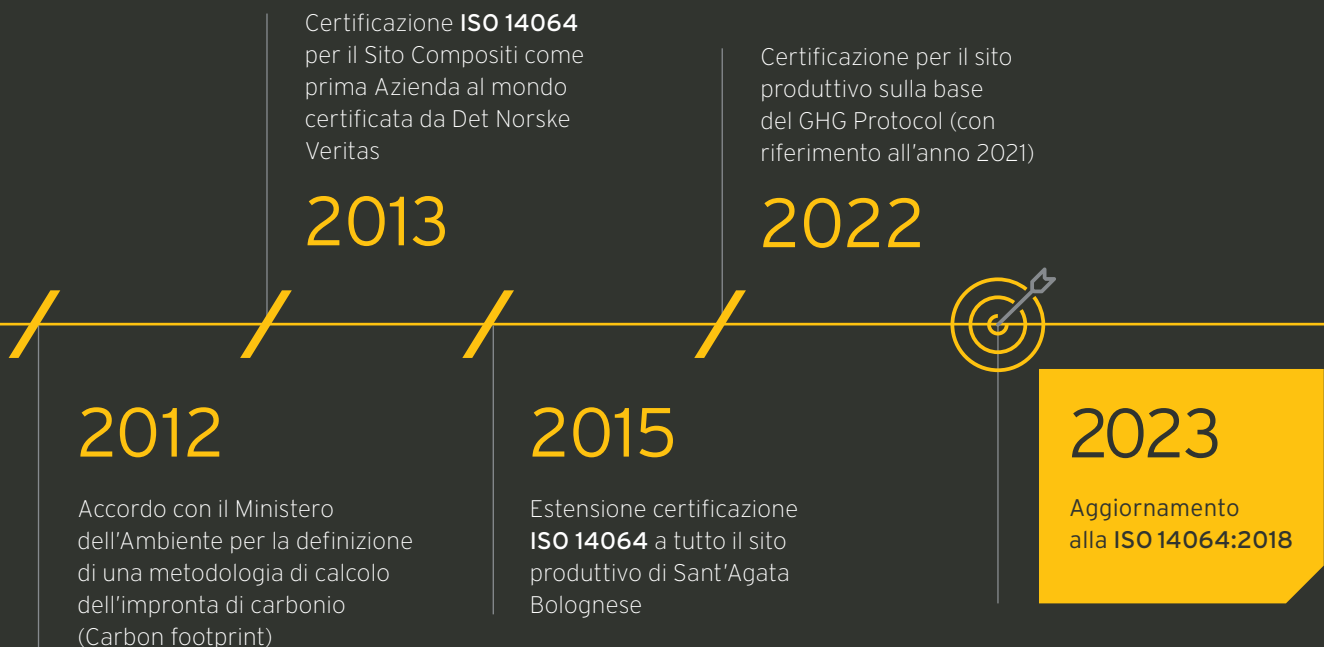 Certificazione ISO 14064
per il Sito Compositi come
prima Azienda al mondo
certificata da Det Norske
Veritas
2013
Certificazione per il sito
produttivo sulla base
del GHG Protocol (con
riferimento all'anno 2021)
2022
2012
Accordo con il Ministero
dell'Ambiente per la definizione
di una metodologia di calcolo
dell'impronta di carbonio
(Carbon footprint)
2015
Estensione certificazione
ISO 14064 a tutto il sito
produttivo di Sant'Agata
Bolognese
2023
Aggiornamento
alla ISO 14064:2018